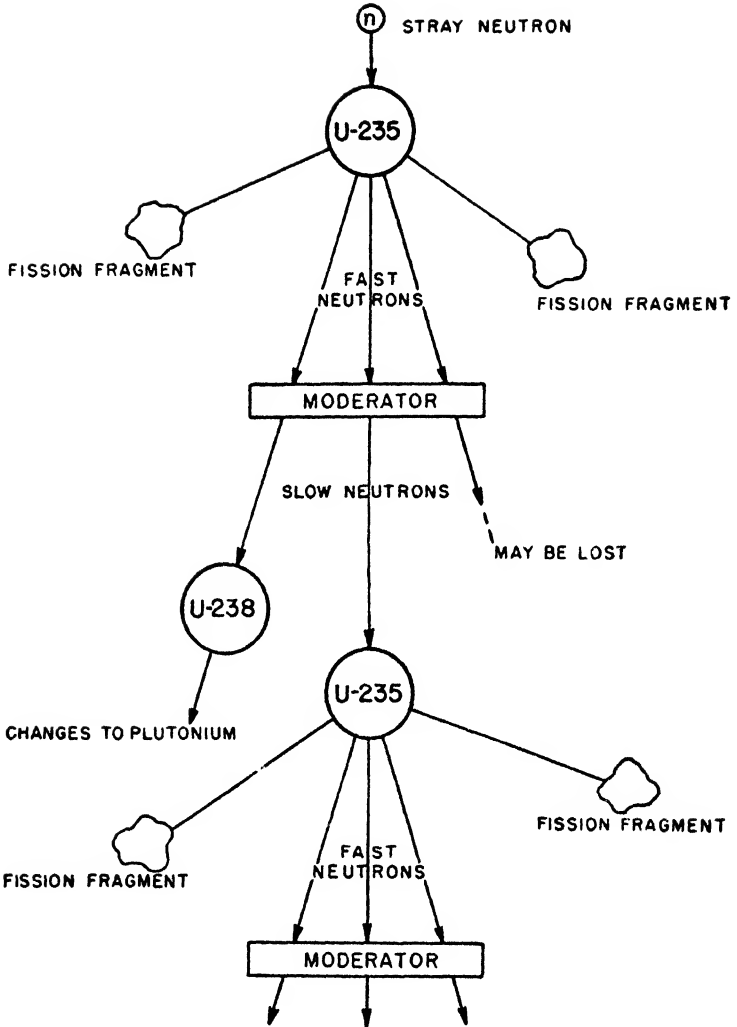 n
STRAY NEUTRON
U-235
FISSION FRAGMENT
FISSION FRAGMENT
FAST
NEUTRONS
MODERATOR
SLOW NEUTRONS
MAY BE LOST
U-238
U-235
CHANGES TO PLUTONIUM
FISSION FRAGMENT
FISSION FRAGMENT
FAST
NEUTRONS
MODERATOR